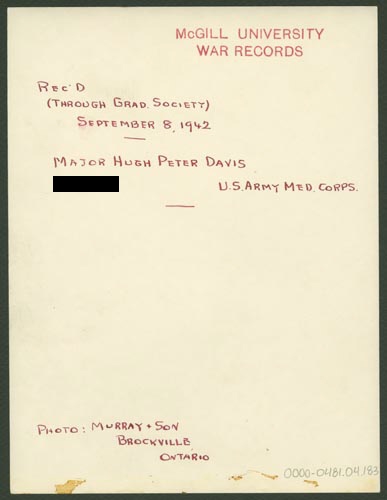 McGILL UNIVERSITY
WAR RECORDS
REC'D
(THROUGH GRAD. SOCIETY)
SEPTEMBER 8, 1942
MAJOR HUGH PETER DAVIS
U.S. ARMY MED. CORPS.
PHOTO: MURRAY + SON
BROCKVILLE
ONTARIO
0000-0481.04.183